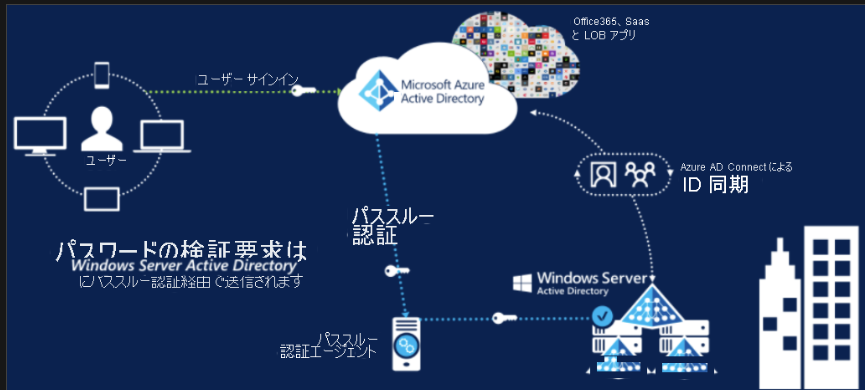 Office365、Saas
と LOB アプリ
ユーザー サインイン
Microsoft Azure
Active Directory
ユーザー
Azure AD Connect による
ID 同期
パススルー
認証
パスワードの検証要求は
Windows Server Active Directory
にパススルー認証経由で送信されます
Windows Server
Active Directory
パススルー
認証エージェント